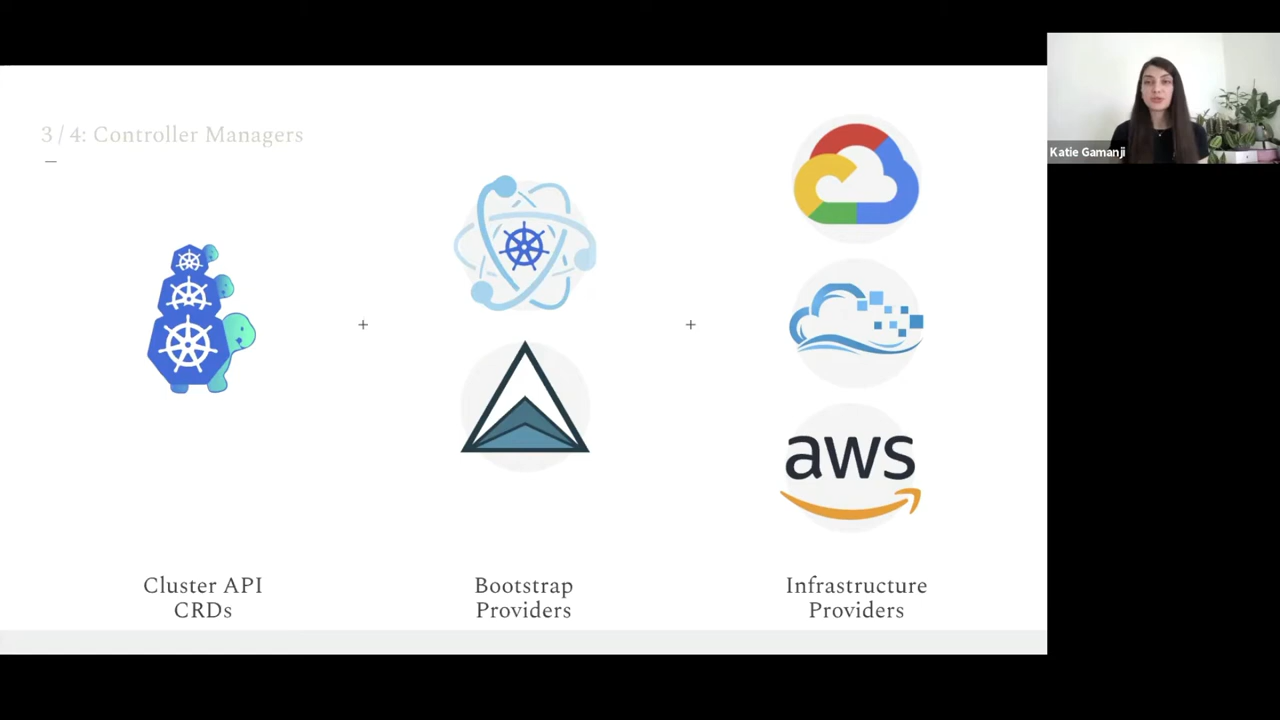 3 / 4: Controller Managers
Katie Gamanji
aws
Cluster API
CRDs
Bootstrap
Providers
Infrastructure
Providers